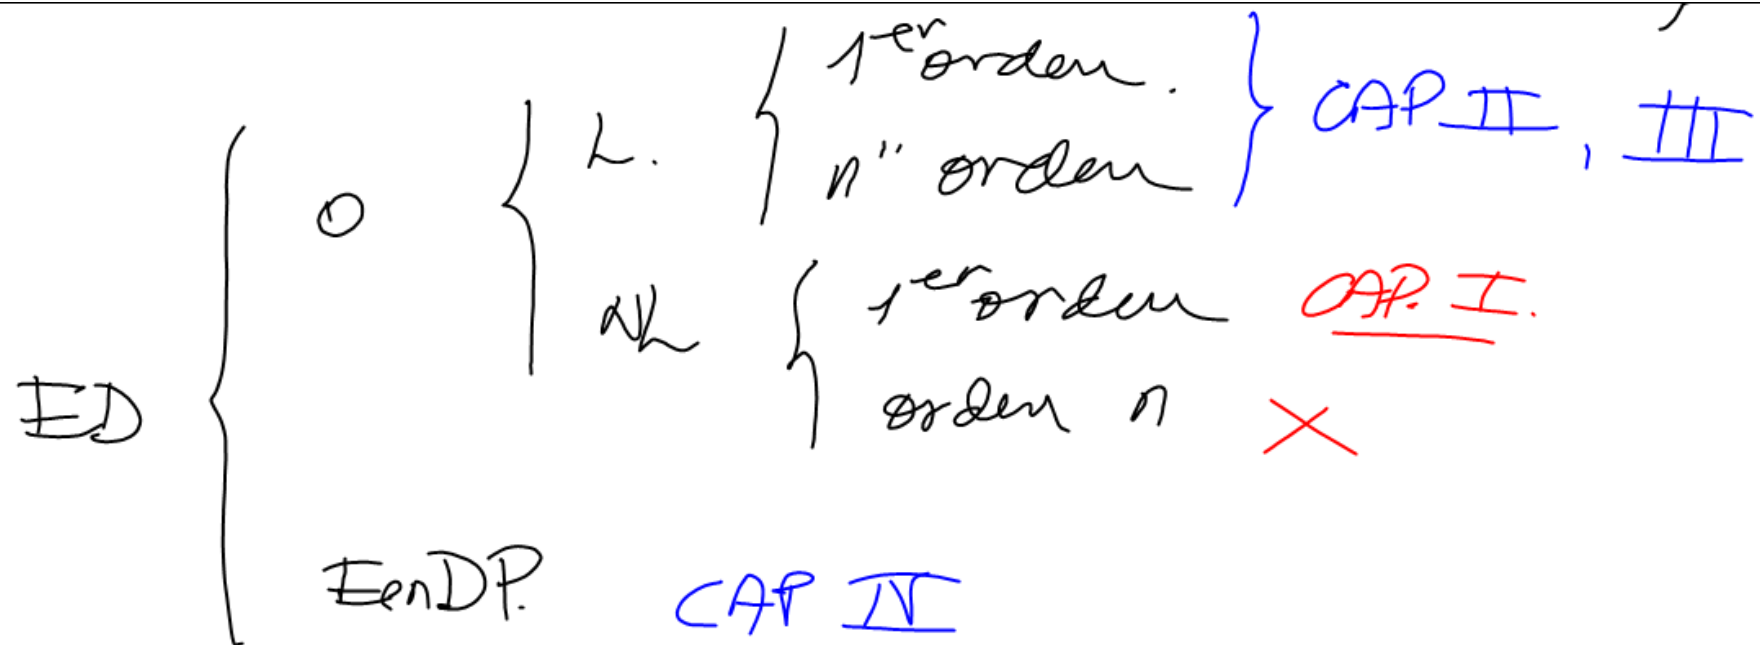 1er orden. CAP II, III
L.
n" orden
O
NL 1er orden CAP. I.
ED orden n X
EenDP. CAP IV